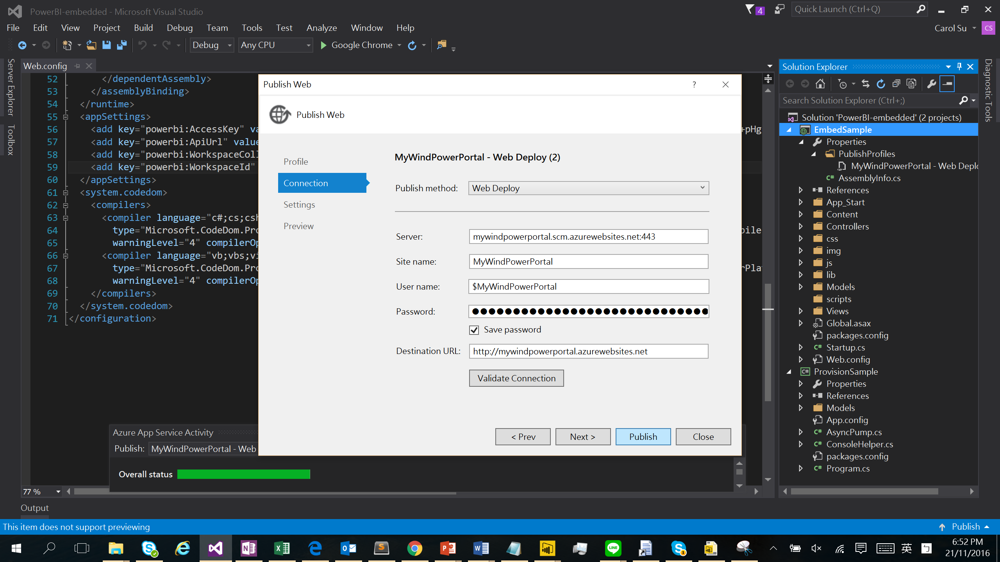 PowerBI-embedded - Microsoft Visual Studio
4
Quick Launch (Ctrl+Q)
File Edit View Project Build Debug Team Tools Test Analyze Window Help
Carol Su
CS
Debug
Any CPU
Google Chrome
Server Explorer
Toolbox
Web.config
52 </dependentAssembly>
53 </assemblyBinding>
54 </runtime>
55 <appSettings>
56 <add key="powerbi:AccessKey" va
+pHg
57 <add key="powerbi:ApiUrl" value
58 <add key="powerbi:WorkspaceColl
59 <add key="powerbi:WorkspaceId"
60 </appSettings>
61 <system.codedom>
62 <compilers>
63 <compiler language="c#;cs;csh
64 type="Microsoft.CodeDom.Pro
pile
65 warningLevel="4" compilerOp
66 <compiler language="vb;vbs;vi
67 type="Microsoft.CodeDom.Pro
rPlat
68 warningLevel="4" compilerOp
69 </compilers>
70 </system.codedom>
71 </configuration>
Publish Web
?
Publish Web
Profile
Connection
Settings
Preview
MyWindPowerPortal - Web Deploy (2)
Publish method: Web Deploy
Server: mywindpowerportal.scm.azurewebsites.net:443
Site name: MyWindPowerPortal
User name: $MyWindPowerPortal
Password: ●●●●●●●●●●●●●●●●●●●●●●●●●●●●●
Save password
Destination URL: http://mywindpowerportal.azurewebsites.net
Validate Connection
< Prev
Next >
Publish
Close
Azure App Service Activity
Publish: MyWindPowerPortal - Web
Overall status
77 %
Output
Solution Explorer
Search Solution Explorer (Ctrl+;)
Solution 'PowerBI-embedded' (2 projects)
EmbedSample
Properties
PublishProfiles
MyWindPowerPortal - Web Deplo
C# AssemblyInfo.cs
References
App_Start
Content
Controllers
css
img
js
lib
Models
scripts
Views
Global.asax
packages.config
C# Startup.cs
Web.config
C# ProvisionSample
Properties
References
Models
App.config
C# AsyncPump.cs
C# ConsoleHelper.cs
packages.config
C# Program.cs
Diagnostic Tools
This item does not support previewing
Publish
LINE
1
英
ㄅ
6:52 PM
21/11/2016